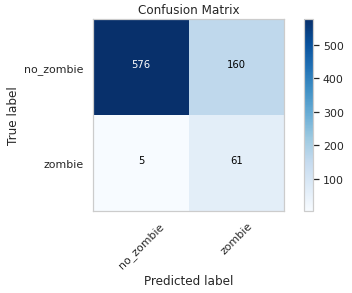 Confusion Matrix
True label
no_zombie
576
160
zombie
5
61
no_zombie
zombie
Predicted label
500
400
300
200
100